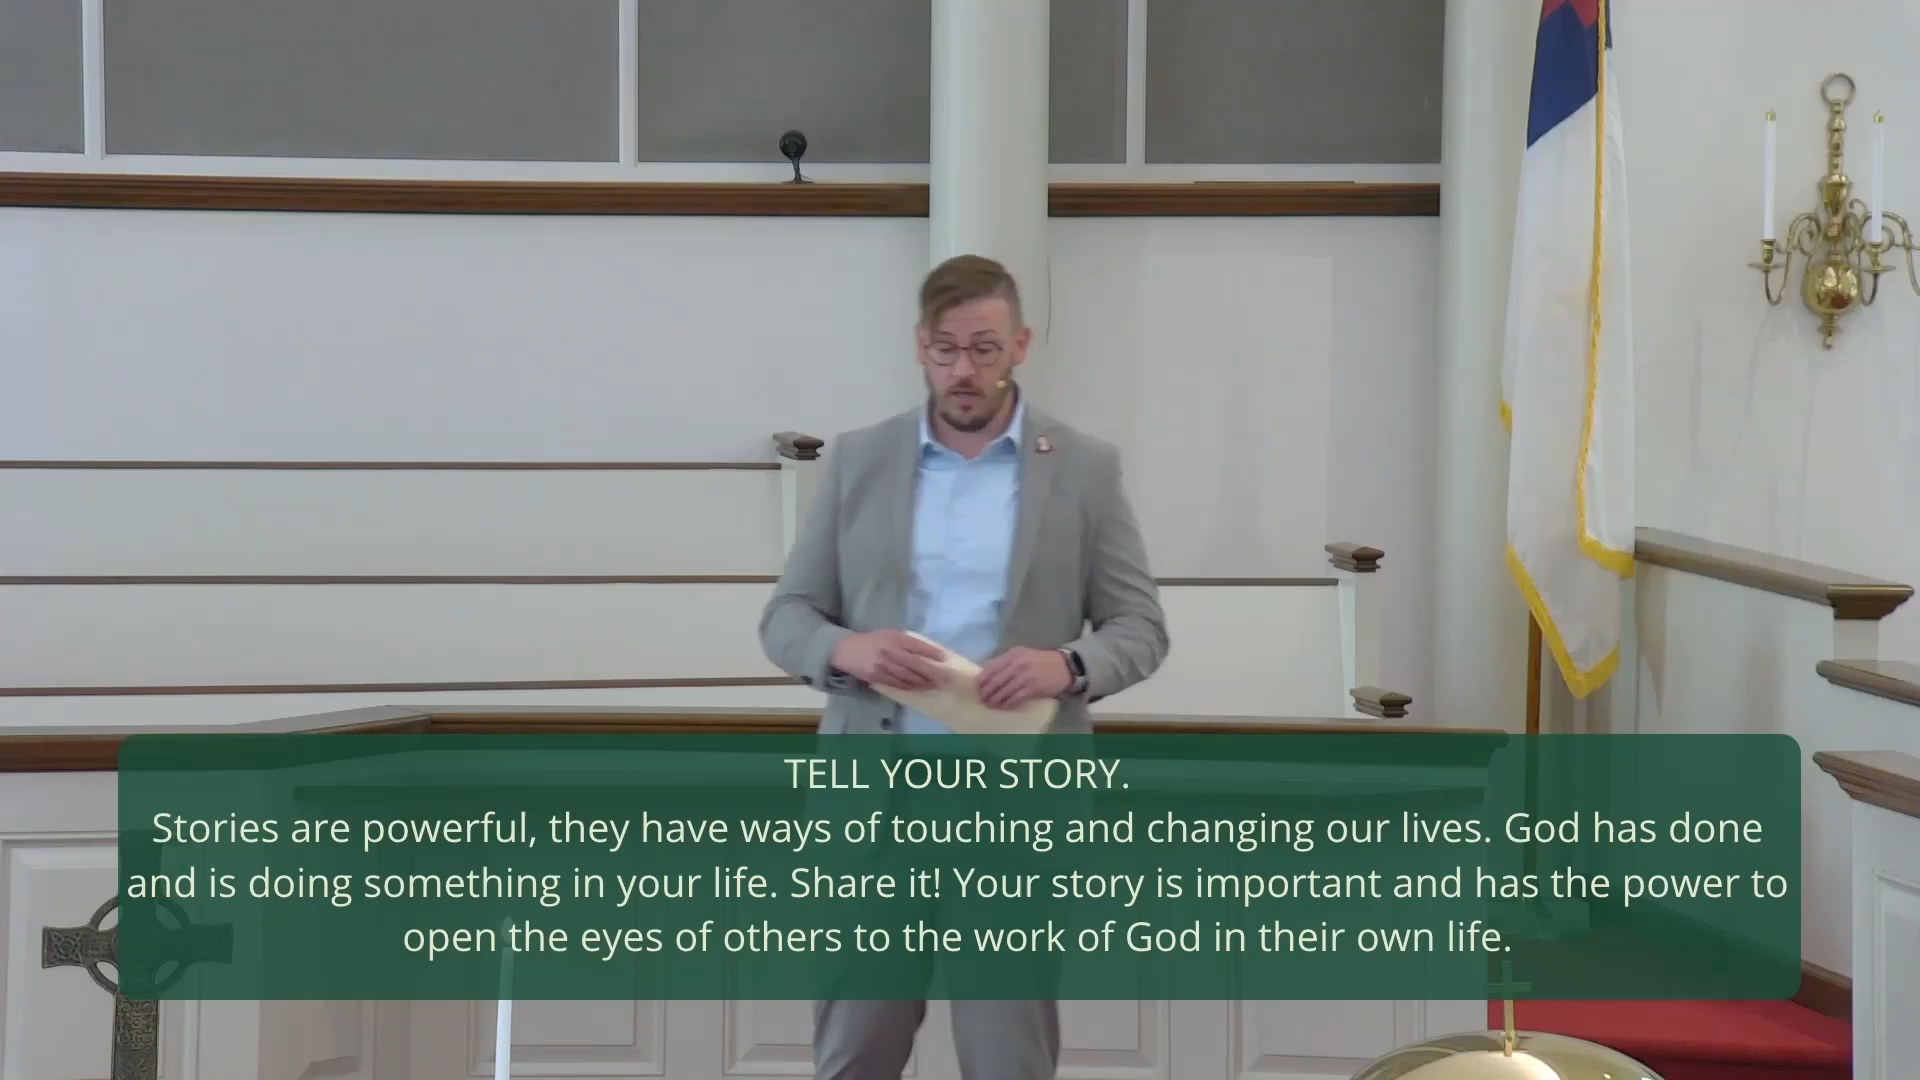 TELL YOUR STORY.
Stories are powerful, they have ways of touching and changing our lives. God has done
and is doing something in your life. Share it! Your story is important and has the power to
open the eyes of others to the work of God in their own life.